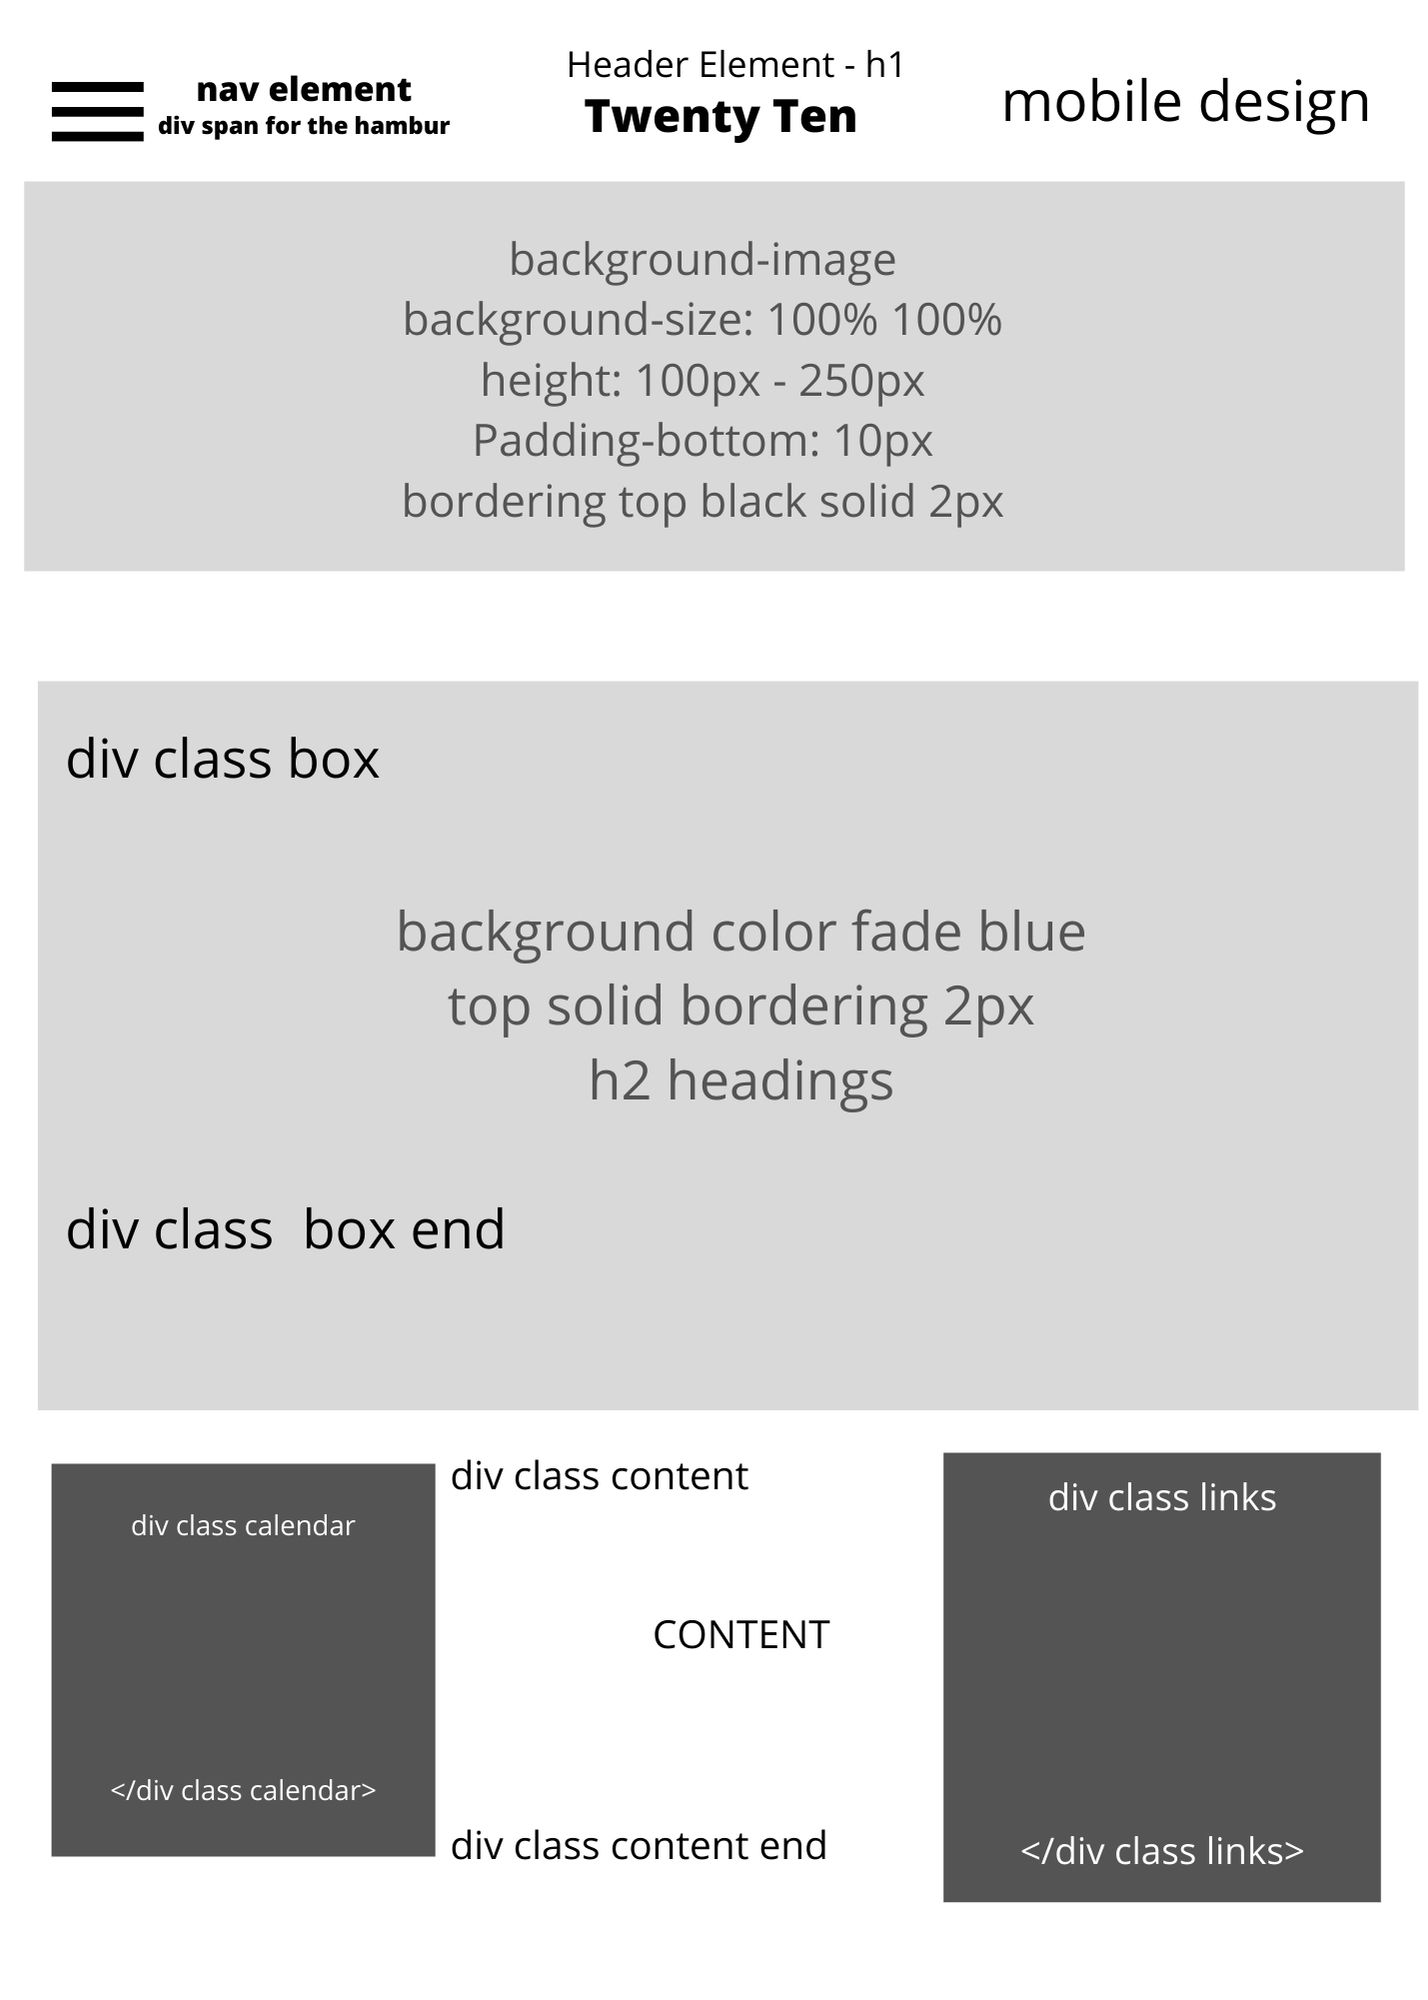 nav element
div span for the hambur
Header Element - h1
Twenty Ten
mobile design
background-image
background-size: 100% 100%
height: 100px - 250px
Padding-bottom: 10px
bordering top black solid 2px
div class box
background color fade blue
top solid bordering 2px
h2 headings
div class  box end
div class calendar
</div class calendar>
div class content
CONTENT
div class content end
div class links
</div class links>